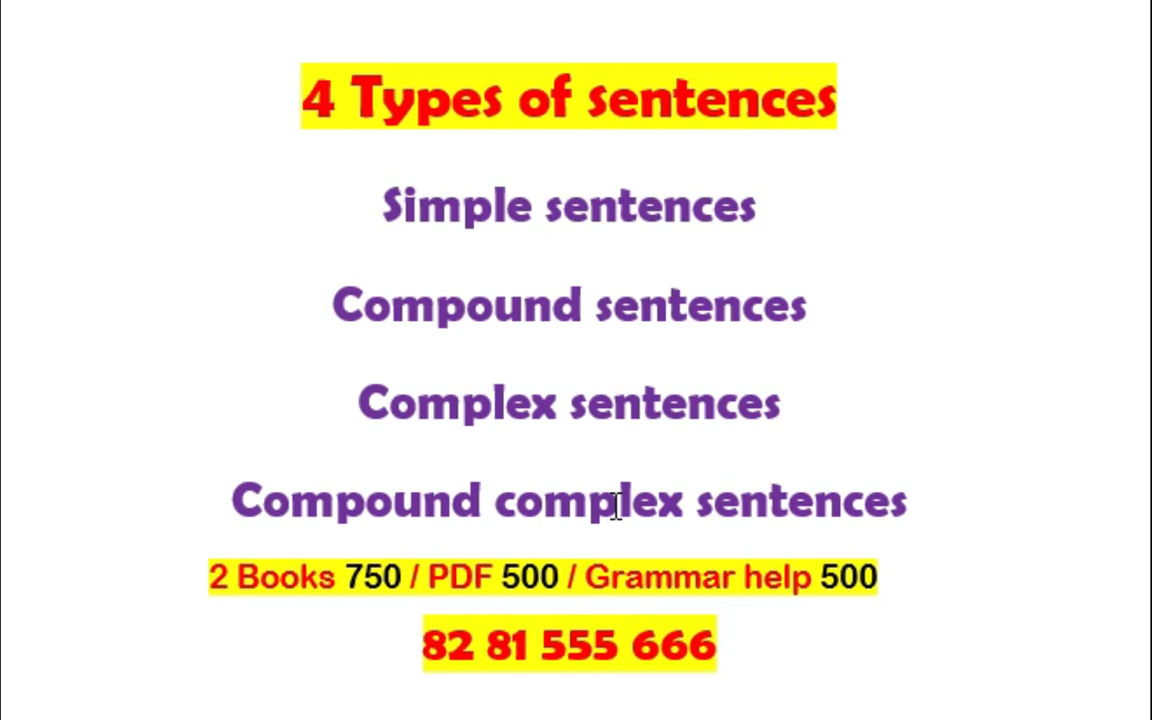 4 Types of sentences
Simple sentences
Compound sentences
Complex sentences
Compound complex sentences
2 Books 750 / PDF 500 / Grammar help 500
82 81 555 666